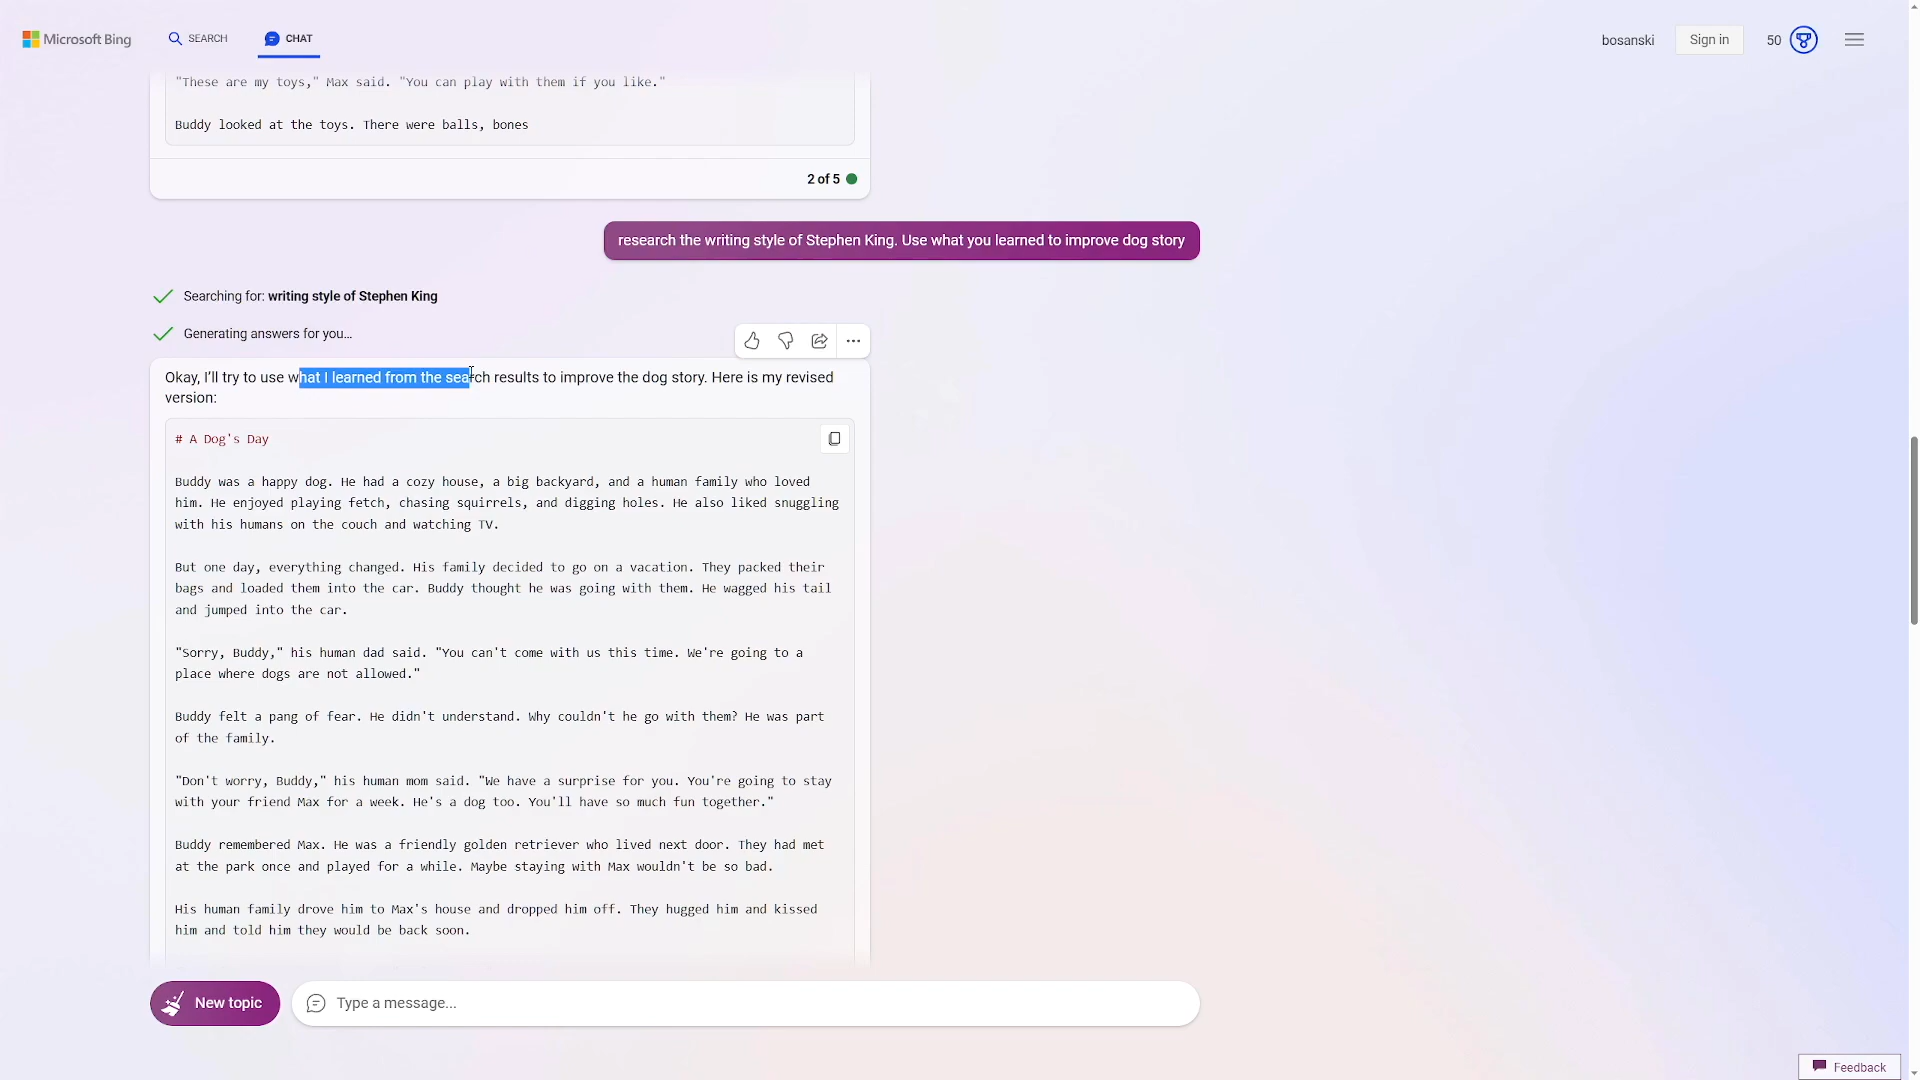 Microsoft Bing
SEARCH
CHAT
bosanski
Sign in
50
"These are my toys," Max said. "You can play with them if you like."
Buddy looked at the toys. There were balls, bones
2 of 5
research the writing style of Stephen King. Use what you learned to improve dog story
Searching for: writing style of Stephen King
Generating answers for you...
Okay, I'll try to use what I learned from the search results to improve the dog story. Here is my revised
version:
# A Dog's Day
Buddy was a happy dog. He had a cozy house, a big backyard, and a human family who loved
him. He enjoyed playing fetch, chasing squirrels, and digging holes. He also liked snuggling
with his humans on the couch and watching TV.
But one day, everything changed. His family decided to go on a vacation. They packed their
bags and loaded them into the car. Buddy thought he was going with them. He wagged his tail
and jumped into the car.
"Sorry, Buddy," his human dad said. "You can't come with us this time. We're going to a
place where dogs are not allowed."
Buddy felt a pang of fear. He didn't understand. Why couldn't he go with them? He was part
of the family.
"Don't worry, Buddy," his human mom said. "We have a surprise for you. You're going to stay
with your friend Max for a week. He's a dog too. You'll have so much fun together."
Buddy remembered Max. He was a friendly golden retriever who lived next door. They had met
at the park once and played for a while. Maybe staying with Max wouldn't be so bad.
His human family drove him to Max's house and dropped him off. They hugged him and kissed
him and told him they would be back soon.
New topic
Type a message...
Feedback